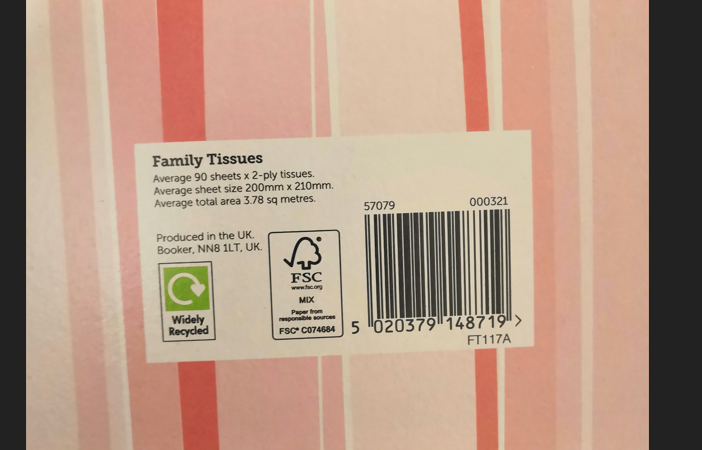 Family Tissues
Average 90 sheets x 2-ply tissues.
Average sheet size 200mm x 210mm.
Average total area 3.78 sq metres.
Produced in the UK.
Booker, NN8 1LT, UK.
Widely
Recycled
FSC
www.fsc.org
MIX
Paper from
responsible sources
FSC® C074684
57079 000321
5 020379 148719 >
FT117A